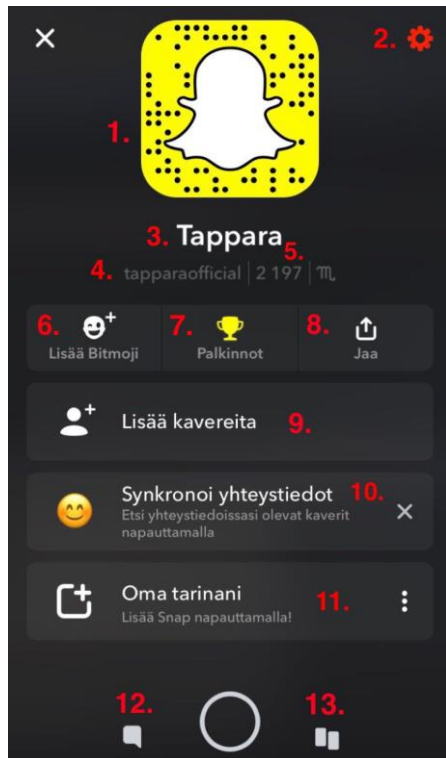 2.
1.
3. Tappara
5.
4. tapparaofficial | 2 197 | ♏
6. 7. 8.
Lisää Bitmoji Palkinnot Jaa
Lisää kavereita 9.
Synkronoi yhteystiedot 10.
Etsi yhteystiedoissasi olevat kaverit
napauttamalla
Oma tarinani
Lisää Snap napauttamalla! 11.
12. 13.